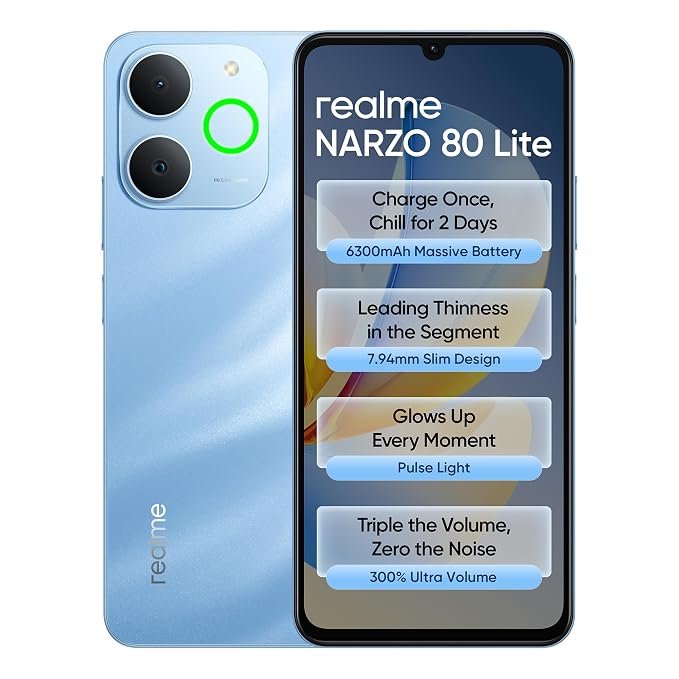 realme
NARZO 80 Lite
Charge Once,
Chill for 2 Days
6300mAh Massive Battery
Leading Thinness
in the Segment
7.94mm Slim Design
Glows Up
Every Moment
Pulse Light
Triple the Volume,
Zero the Noise
300% Ultra Volume
realme